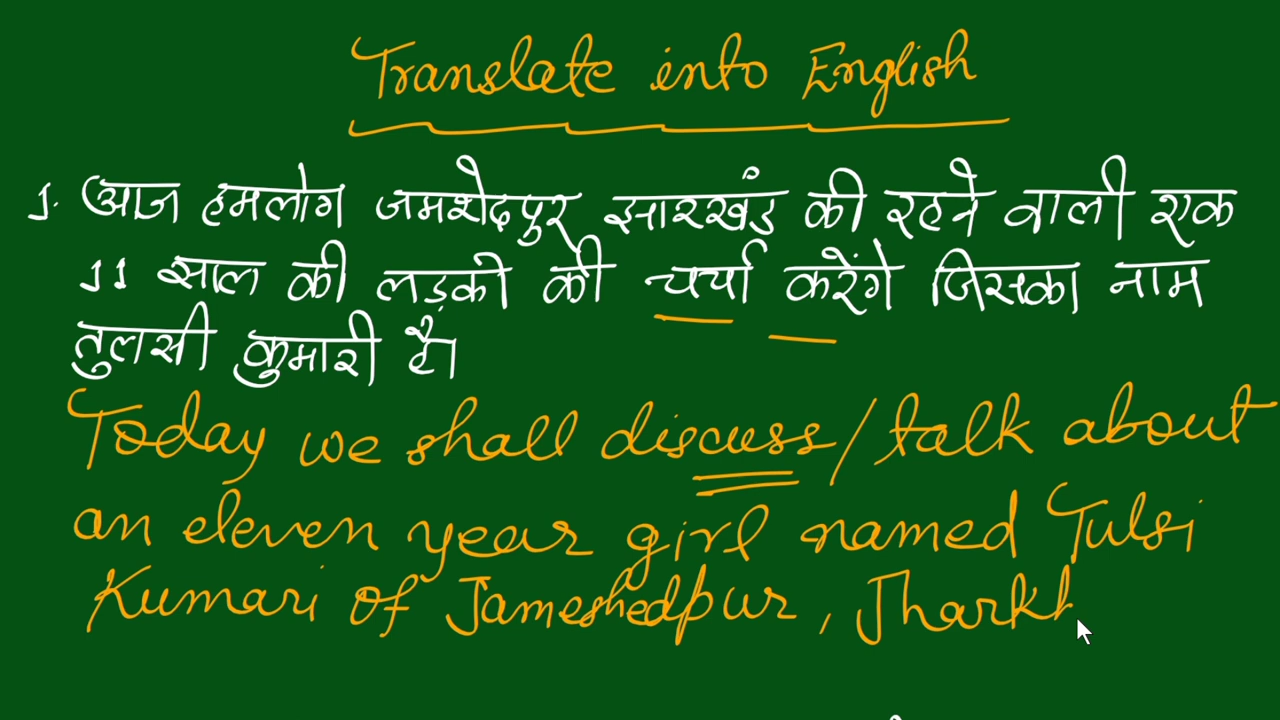 Translate into English
1. आज हमलोग जमशेदपुर झारखंड की रहने वाली एक
11 साल की लड़की की चर्चा करेंगे जिसका नाम
तुलसी कुमारी है।
Today we shall discuss/talk about
an eleven year girl named Tulsi
Kumari of Jameshedpur, Jharkh